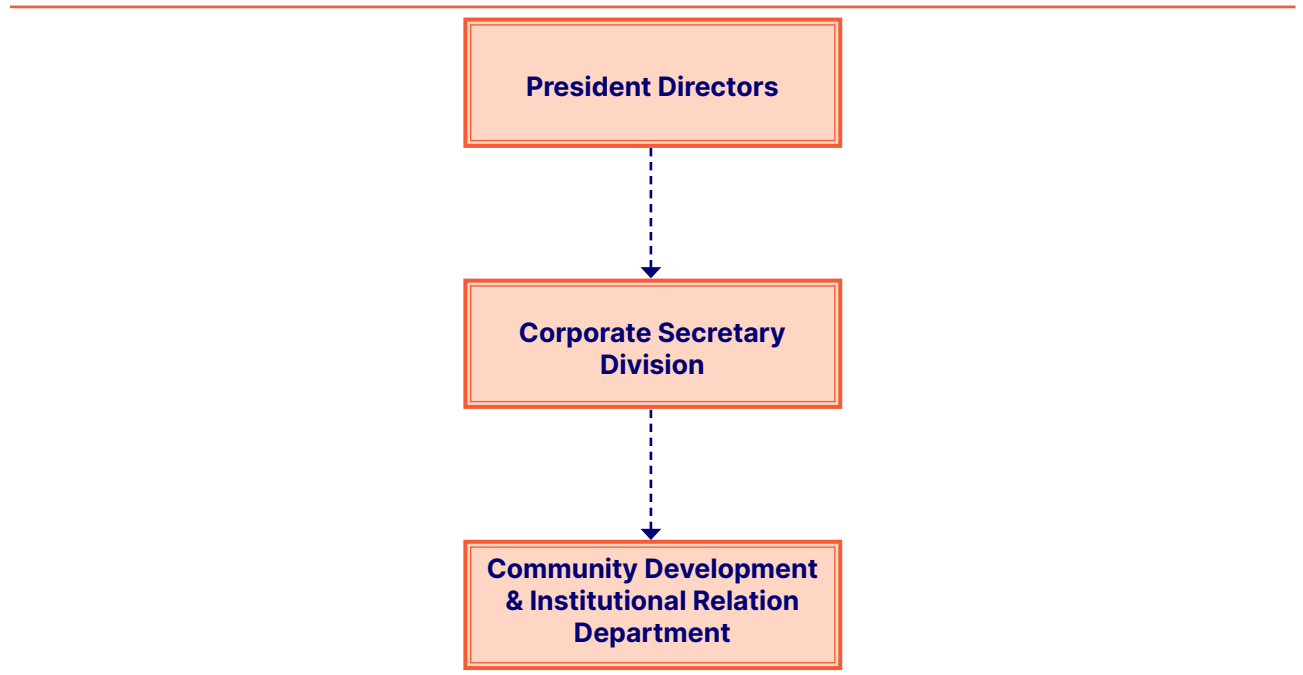 President Directors
Corporate Secretary
Division
Community Development
& Institutional Relation
Department